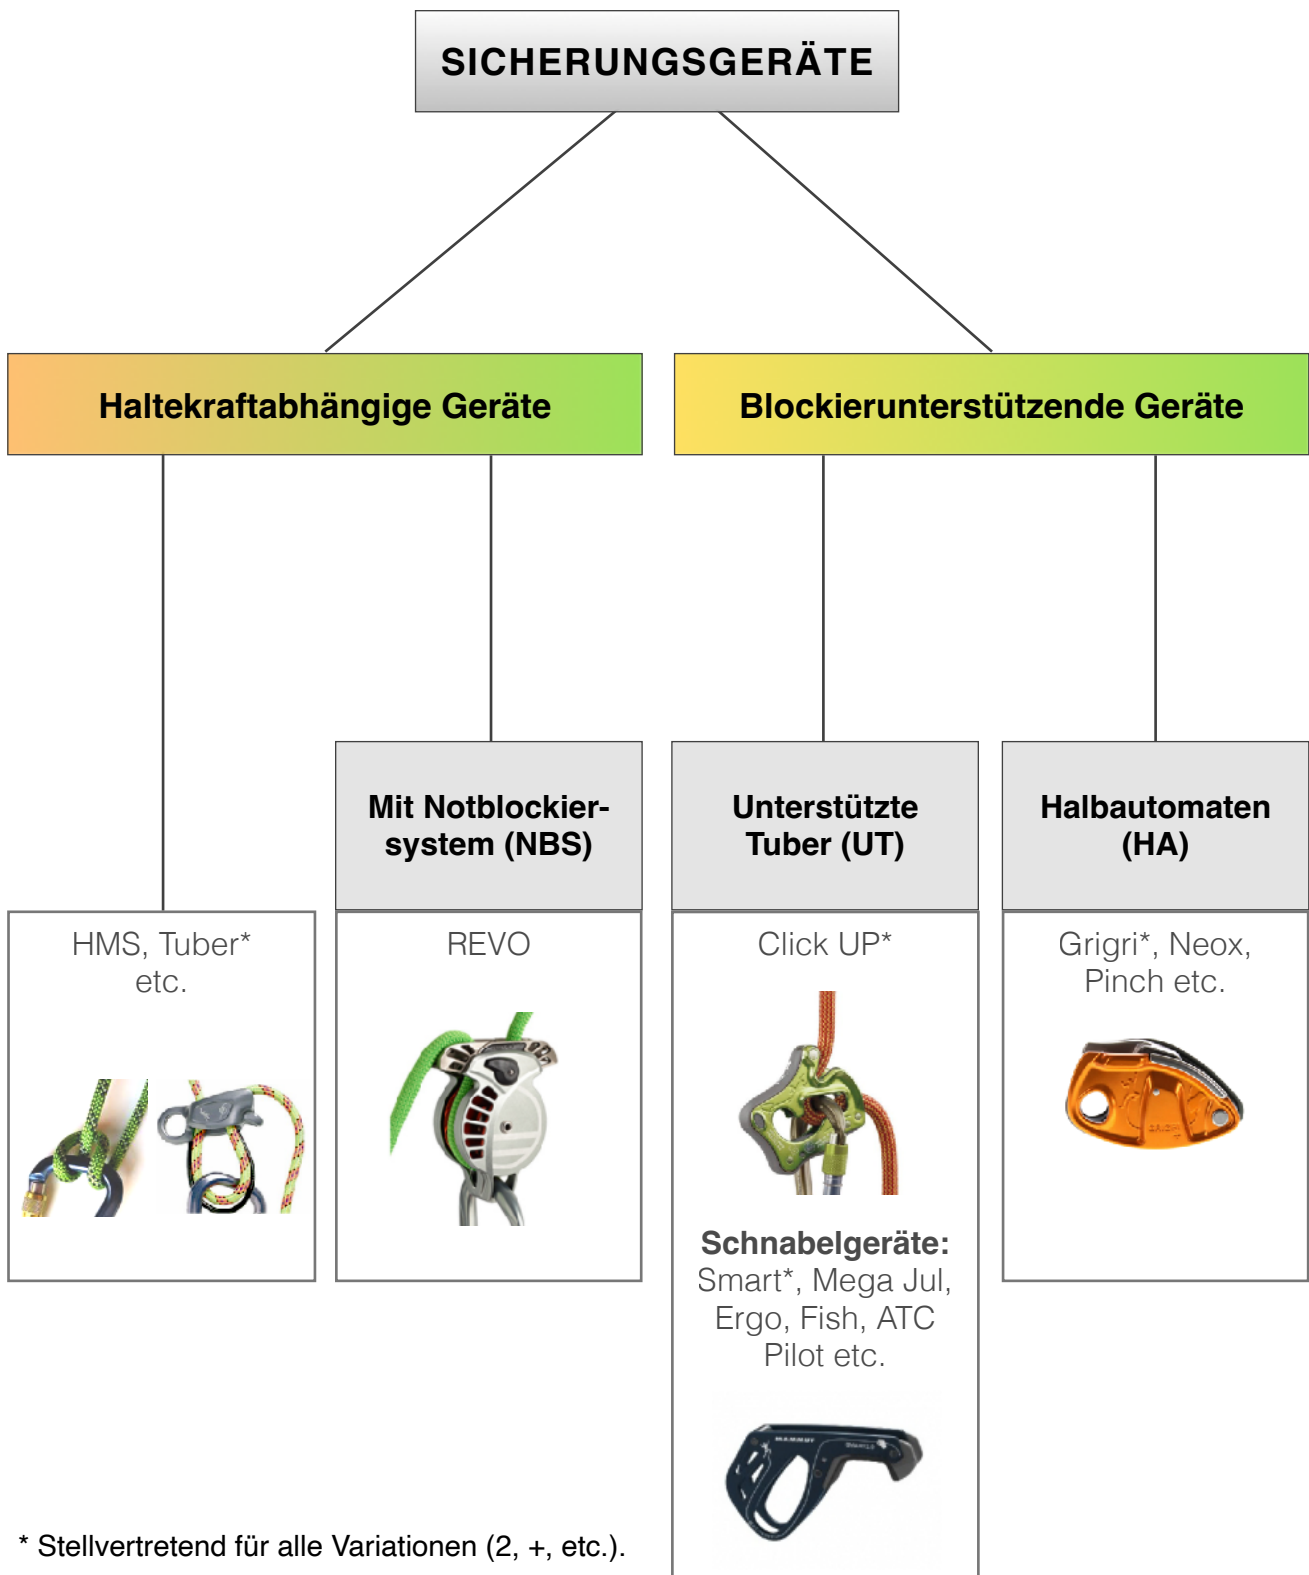 SICHERUNGSGERÄTE
Haltekraftabhängige Geräte
Blockierunterstützende Geräte
Mit Notblockier-
system (NBS)
Unterstützte
Tuber (UT)
Halbautomaten
(HA)
HMS, Tuber*
etc.
REVO
Click UP*
Grigri*, Neox,
Pinch etc.
Schnabelgeräte:
Smart*, Mega Jul,
Ergo, Fish, ATC
Pilot etc.
MAMMUT
* Stellvertretend für alle Variationen (2, +, etc.).